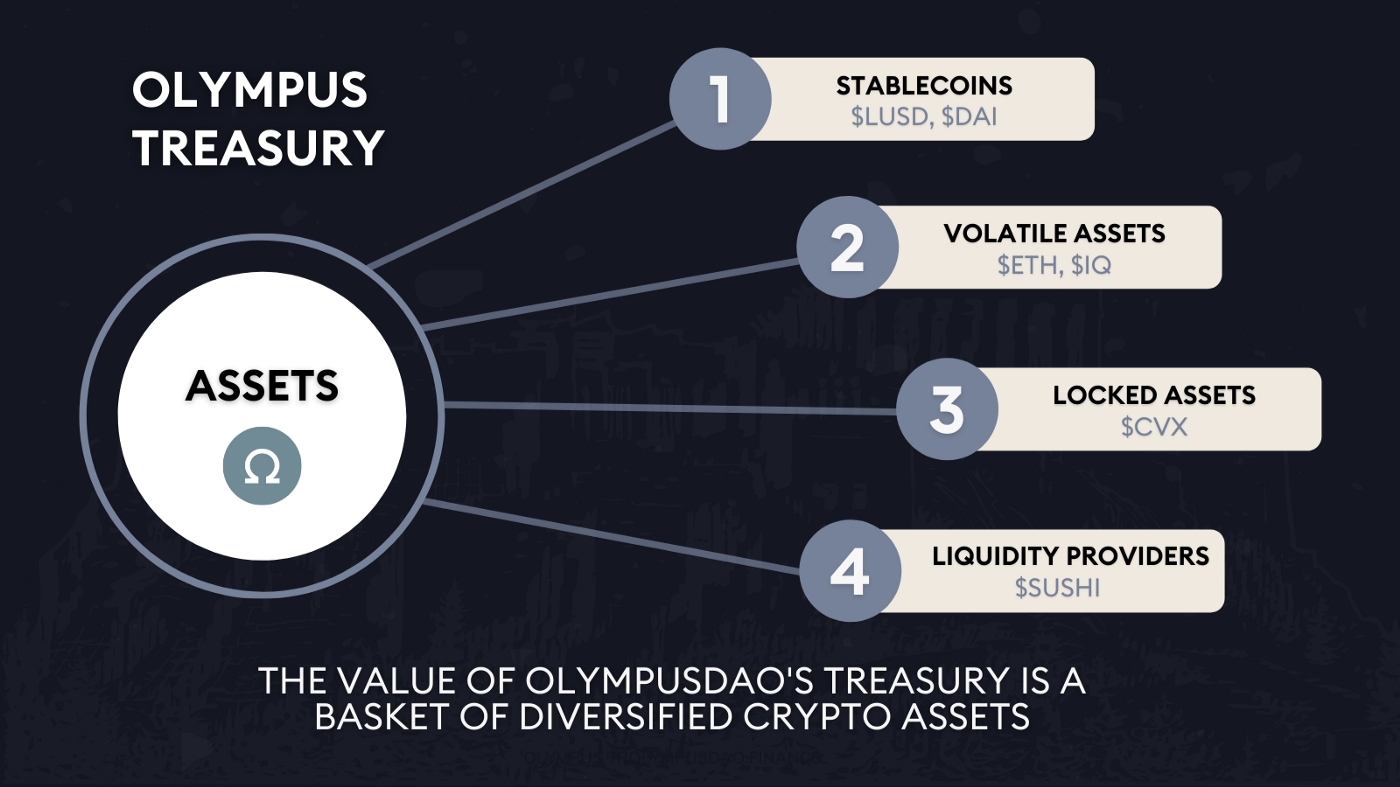 OLYMPUS
TREASURY
1
STABLECOINS
$LUSD, $DAI
2
VOLATILE ASSETS
$ETH, $IQ
ASSETS
Ω
3
LOCKED ASSETS
$CVX
4
LIQUIDITY PROVIDERS
$SUSHI
THE VALUE OF OLYMPUSDAO'S TREASURY IS A
BASKET OF DIVERSIFIED CRYPTO ASSETS